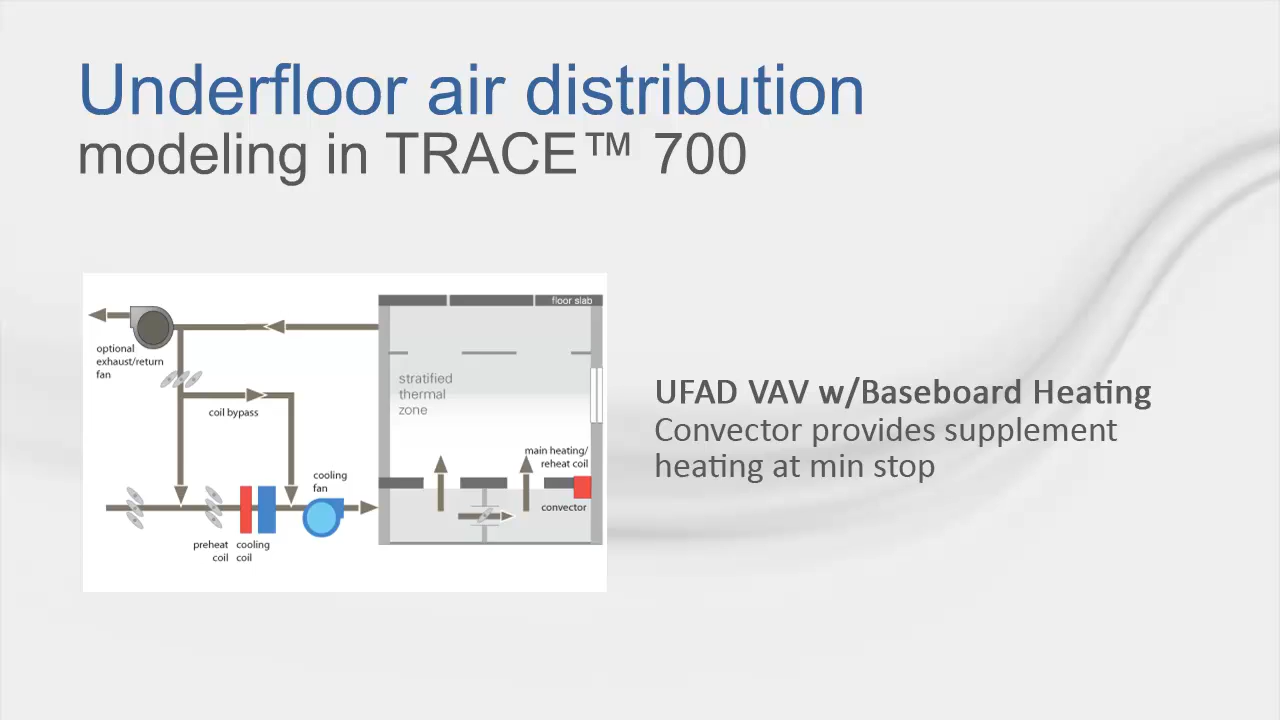 Underfloor air distribution
modeling in TRACE™ 700
floor slab
optional
exhaust/return
fan
stratified
thermal
zone
coil bypass
main heating/
reheat coil
cooling
fan
convector
preheat
coil
cooling
coil
UFAD VAV w/Baseboard Heating
Convector provides supplement
heating at min stop